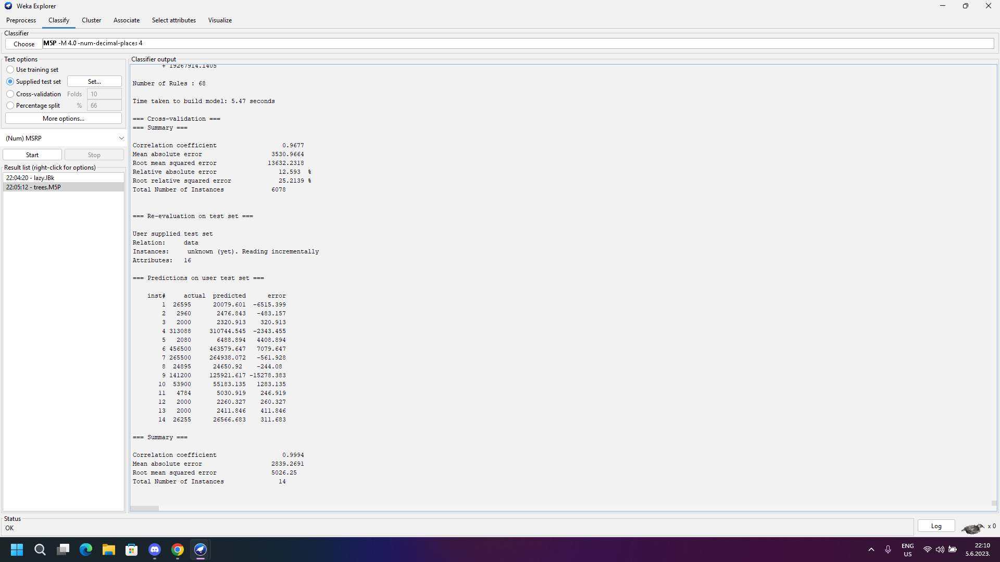 Weka Explorer
Preprocess Classify Cluster Associate Select attributes Visualize
Classifier
Choose M5P -M 4.0 -num-decimal-places 4
Test options
Use training set
Supplied test set Set...
Cross-validation Folds 10
Percentage split % 66
More options...
(Num) MSRP
Start Stop
Result list (right-click for options)
22:04:20 - lazy.IBk
22:05:12 - trees.M5P
Classifier output
+ 19267914.1405
Number of Rules : 68
Time taken to build model: 5.47 seconds
=== Cross-validation ===
=== Summary ===
Correlation coefficient 0.9677
Mean absolute error 3530.9664
Root mean squared error 13632.2318
Relative absolute error 12.593 %
Root relative squared error 25.2139 %
Total Number of Instances 6078
=== Re-evaluation on test set ===
User supplied test set
Relation: data
Instances: unknown (yet). Reading incrementally
Attributes: 16
=== Predictions on user test set ===
inst# actual predicted error
1 26595 20079.601 -6515.399
2 2960 2476.843 -483.157
3 2000 2320.913 320.913
4 313088 310744.545 -2343.455
5 2080 6488.894 4408.894
6 456500 463579.647 7079.647
7 265500 264938.072 -561.928
8 24895 24650.92 -244.08
9 141200 125921.617 -15278.383
10 53900 55183.135 1283.135
11 4784 5030.919 246.919
12 2000 2260.327 260.327
13 2000 2411.846 411.846
14 26255 26566.683 311.683
=== Summary ===
Correlation coefficient 0.9994
Mean absolute error 2839.2691
Root mean squared error 5026.25
Total Number of Instances 14
Status
OK
Log x 0
ENG
US
22:10
5.6.2023.